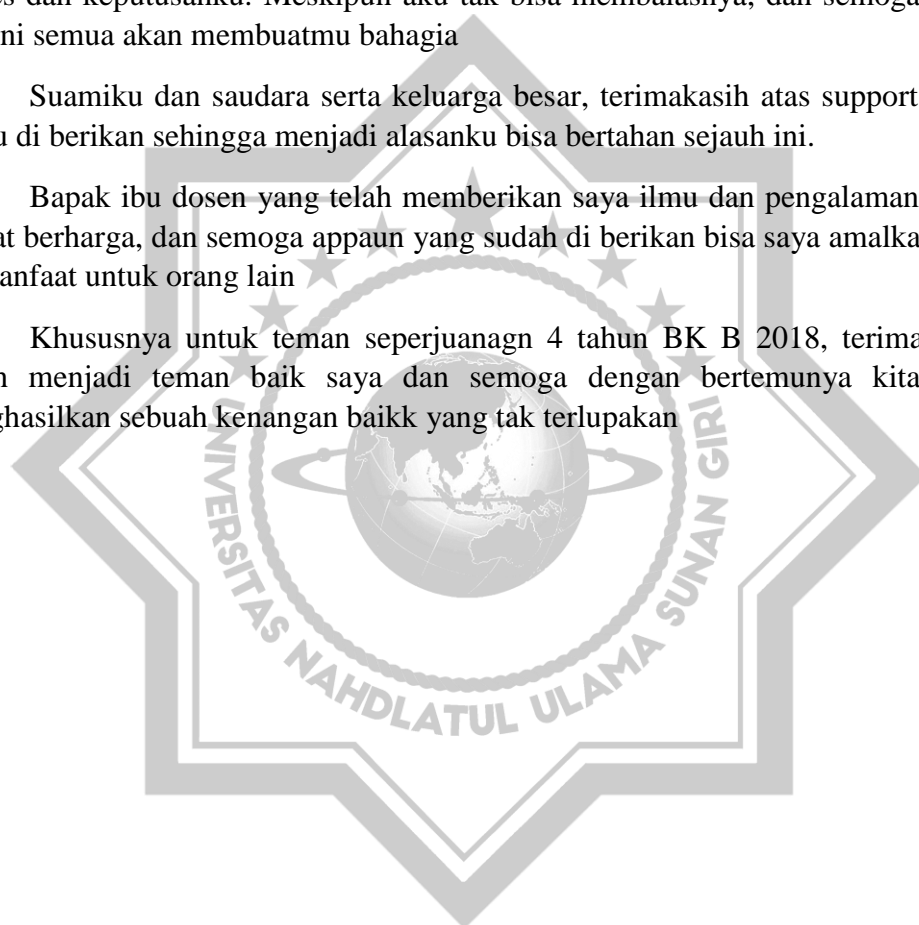 es dan keputusanku. Meskipun aku tak bisa membalasnya, dan semoga
ni semua akan membuatmu bahagia
Suamiku dan saudara serta keluarga besar, terimakasih atas support
u di berikan sehingga menjadi alasanku bisa bertahan sejauh ini.
Bapak ibu dosen yang telah memberikan saya ilmu dan pengalaman
at berharga, dan semoga appaun yang sudah di berikan bisa saya amalka
anfaat untuk orang lain
Khususnya untuk teman seperjuanagn 4 tahun BK B 2018, terima
h menjadi teman baik saya dan semoga dengan bertemunya kita
ghasilkan sebuah kenangan baikk yang tak terlupakan
UNIVERSITAS NAHDLATUL ULAMA SUNAN GIRI